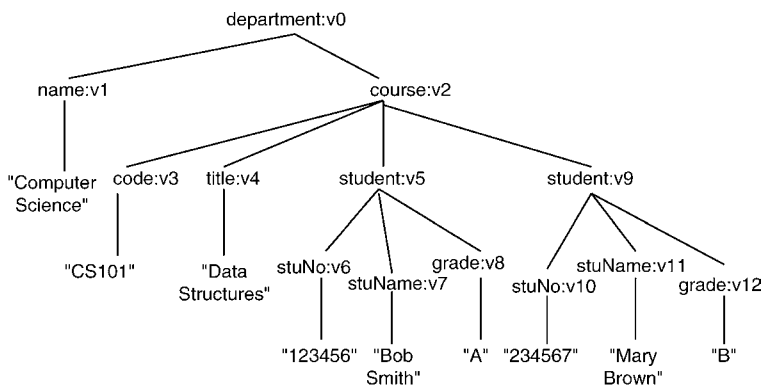 department:v0
name:v1
course:v2
"Computer
Science"
code:v3
title:v4
student:v5
student:v9
"CS101"
"Data
Structures"
stuNo:v6
stuName:v7
grade:v8
stuNo:v10
stuName:v11
grade:v12
"123456"
"Bob
Smith"
"A"
"234567"
"Mary
Brown"
"B"